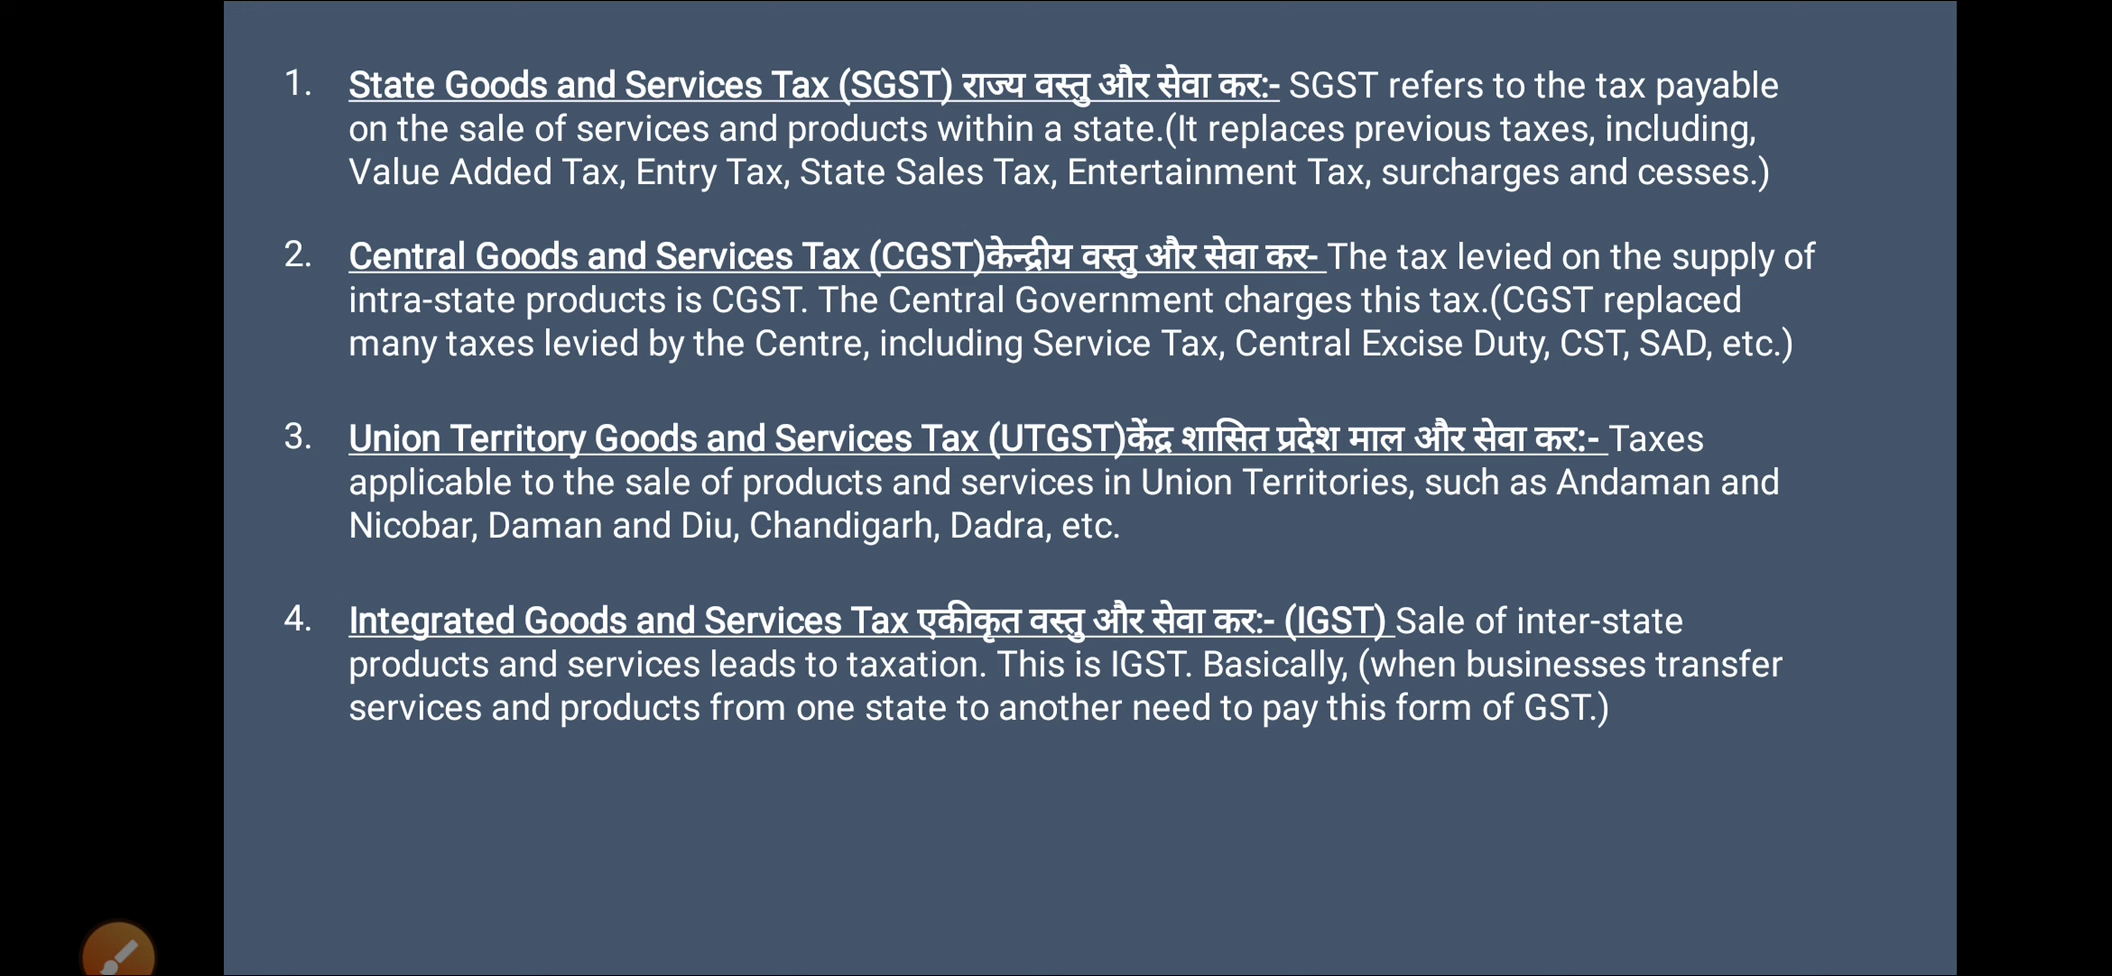 1. State Goods and Services Tax (SGST) राज्य वस्तु और सेवा कर:- SGST refers to the tax payable
on the sale of services and products within a state.(It replaces previous taxes, including,
Value Added Tax, Entry Tax, State Sales Tax, Entertainment Tax, surcharges and cesses.)
2. Central Goods and Services Tax (CGST)केन्द्रीय वस्तु और सेवा कर- The tax levied on the supply of
intra-state products is CGST. The Central Government charges this tax.(CGST replaced
many taxes levied by the Centre, including Service Tax, Central Excise Duty, CST, SAD, etc.)
3. Union Territory Goods and Services Tax (UTGST)केंद्र शासित प्रदेश माल और सेवा कर:- Taxes
applicable to the sale of products and services in Union Territories, such as Andaman and
Nicobar, Daman and Diu, Chandigarh, Dadra, etc.
4. Integrated Goods and Services Tax एकीकृत वस्तु और सेवा कर:- (IGST) Sale of inter-state
products and services leads to taxation. This is IGST. Basically, (when businesses transfer
services and products from one state to another need to pay this form of GST.)